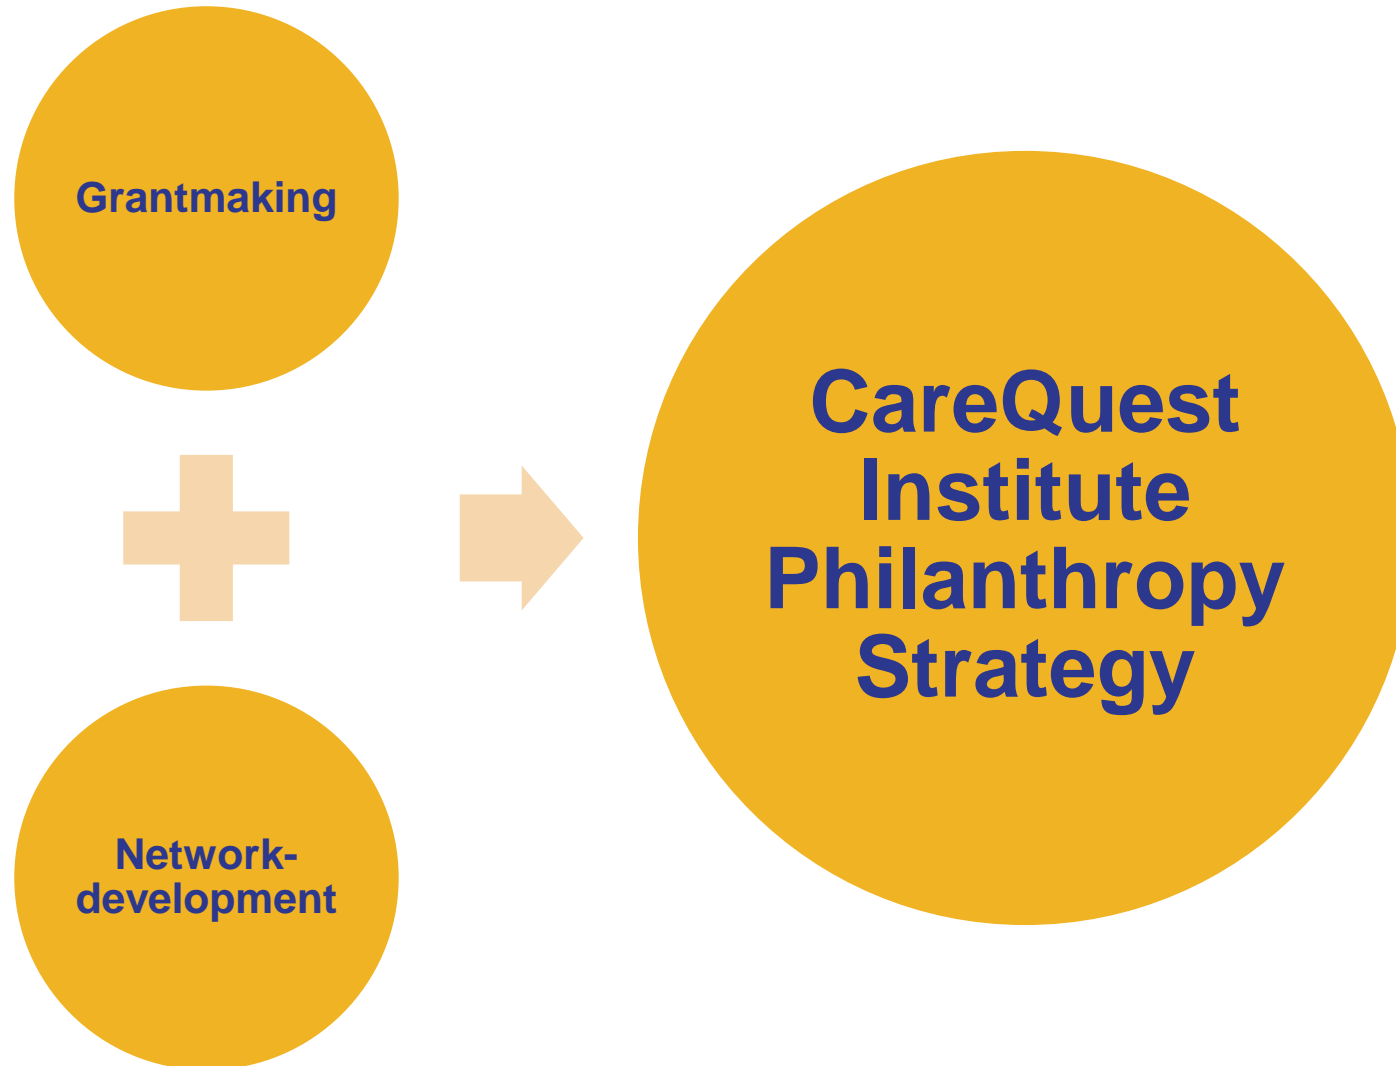 Grantmaking
Network-
development
CareQuest
Institute
Philanthropy
Strategy